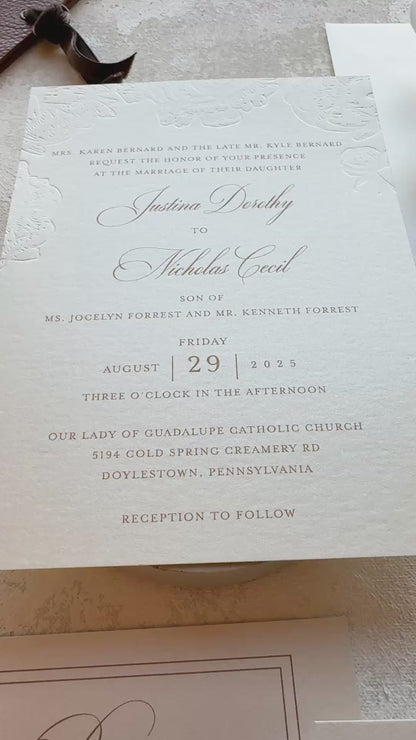 MRS. KAREN BERNARD AND THE LATE MR. KYLE BERNARD
REQUEST THE HONOR OF YOUR PRESENCE
AT THE MARRIAGE OF THEIR DAUGHTER
Justina Dorothy
TO
Nicholas Cecil
SON OF
MS. JOCELYN FORREST AND MR. KENNETH FORREST
FRIDAY
AUGUST | 29 | 2025
THREE O'CLOCK IN THE AFTERNOON
OUR LADY OF GUADALUPE CATHOLIC CHURCH
5194 COLD SPRING CREAMERY RD
DOYLESTOWN, PENNSYLVANIA
RECEPTION TO FOLLOW